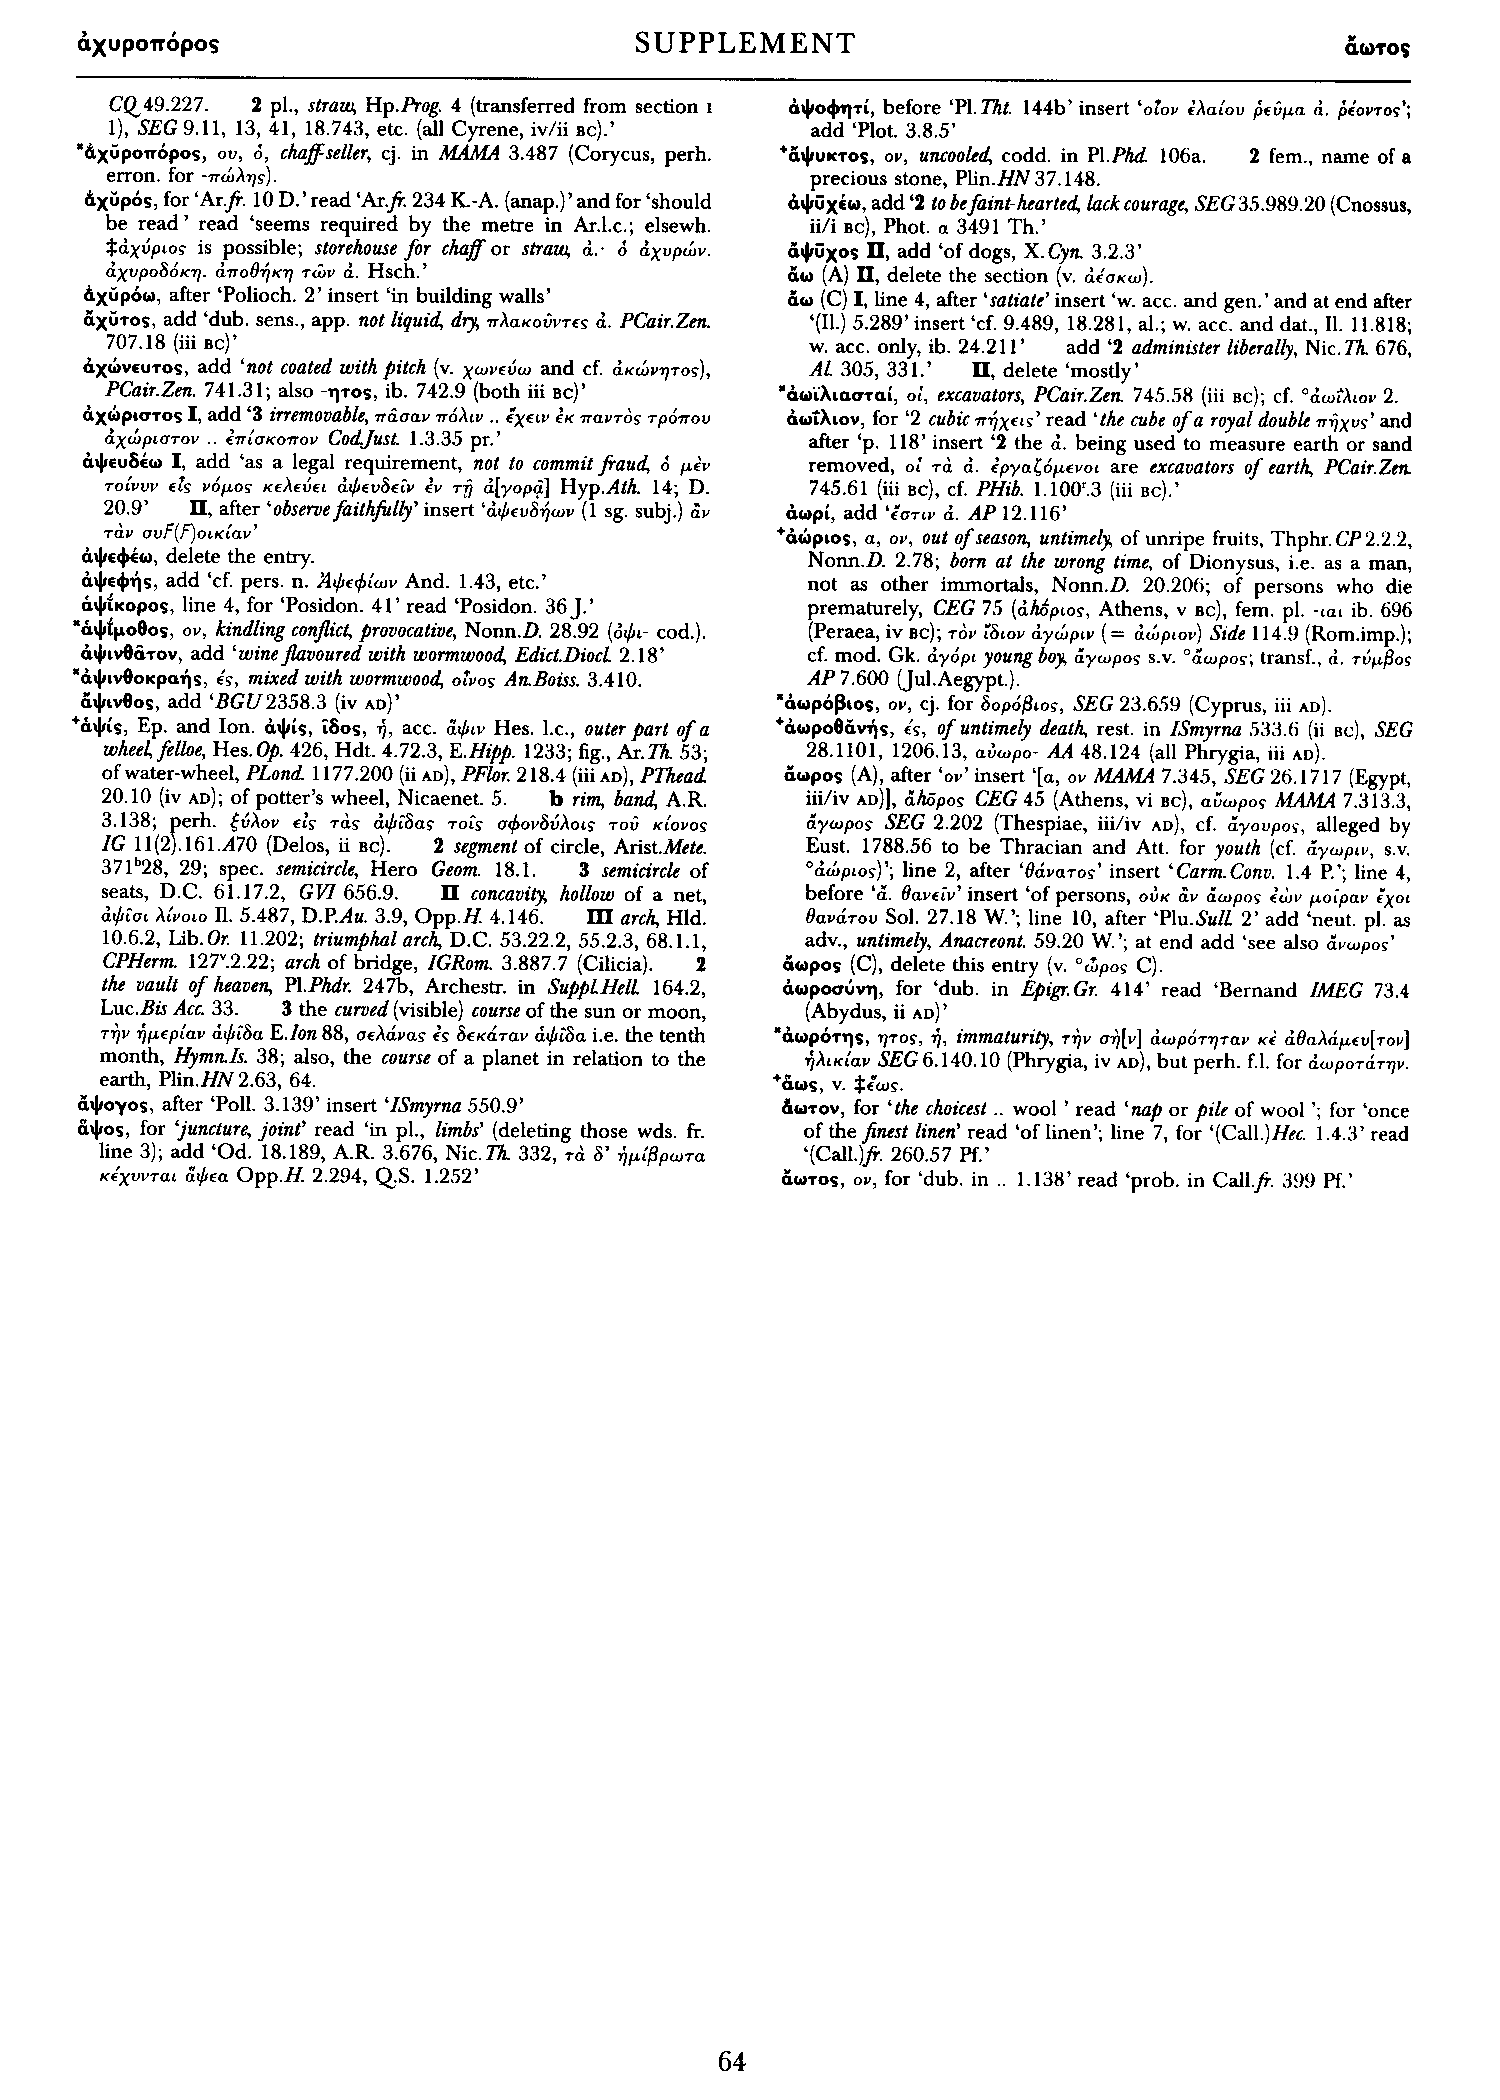 ἀχυροπόρος SUPPLEMENT ἄωτος
CQ 49.227. 2 pl., straw, Hp.Prog. 4 (transferred from section I
1), SEG 9.11, 13, 41, 18.743, etc. (all Cyrene, iv/ii BC).’
*ἀχῠροπόρος, ου, ὁ, chaff-seller, cj. in MAMA 3.487 (Corycus, perh.
erron. for -πώλης).
ἀχῠρός, for ‘Ar.fr. 10 D.’ read ‘Ar.fr. 234 K.-A. (anap.)’ and for ‘should
be read’ read ‘seems required by the metre in Ar.l.c.; elsewh.
‡ἀχύριος is possible; storehouse for chaff or straw, ἀ.· ὁ ἀχυρών.
ἀχυροδόκη. ἀποθήκη τῶν ἀ. Hsch.’
ἀχῠρόω, after ‘Polioch. 2’ insert ‘in building walls’
ἄχῠτος, add ‘dub. sens., app. not liquid, dry, πλακοῦντες ἀ. PCair.Zen.
707.18 (iii BC)’
ἀχώνευτος, add ‘not coated with pitch (v. χωνεύω and cf. ἀκώνητος),
PCair.Zen. 741.31; also -ητος, ib. 742.9 (both iii BC)’
ἀχώριστος I, add ‘3 irremovable, πᾶσαν πόλιν .. ἔχειν ἐκ παντὸς τρόπου
ἀχώριστον .. ἐπίσκοπον Cod.Just. 1.3.35 pr.’
ἀψευδέω I, add ‘as a legal requirement, not to commit fraud, ὁ μὲν
τοίνυν εἷς νόμος κελεύει ἀψευδεῖν ἐν τῇ ἀ[γορᾷ] Hyp.Ath. 14; D.
20.9’ II, after ‘observe faithfully’ insert ‘ἀψευδήων (1 sg. subj.) ἂν
τὰν συϝ(ϝ)οικίαν’
ἀψεφέω, delete the entry.
ἀψεφής, add ‘cf. pers. n. Ἀψεφίων And. 1.43, etc.’
ἁψίκορος, line 4, for ‘Posidon. 41’ read ‘Posidon. 36 J.’
*ἁψίμοθος, ον, kindling conflict, provocative, Nonn.D. 28.92 (ὀψι- cod.).
ἀψινθᾶτον, add ‘wine flavoured with wormwood, Edict.Diocl. 2.18’
*ἀψινθοκρᾱής, ές, mixed with wormwood, οἶνος An.Boiss. 3.410.
ἄψινθος, add ‘BGU 2358.3 (iv AD)’
⁺ἁψίς, Ep. and Ion. ἀψίς, ῖδος, ἡ, acc. ἄψιν Hes. l.c., outer part of a
wheel, felloe, Hes.Op. 426, Hdt. 4.72.3, E.Hipp. 1233; fig., Ar.Th. 53;
of water-wheel, PLond. 1177.200 (ii AD), PFlor. 218.4 (iii AD), PThead.
20.10 (iv AD); of potter’s wheel, Nicaenet. 5. b rim, band, A.R.
3.138; perh. ξύλον εἰς τὰς ἁψῖδας τοῖς σφονδύλοις τοῦ κίονος
IG 11(2).161.A70 (Delos, ii BC). 2 segment of circle, Arist.Mete.
371ᵇ28, 29; spec. semicircle, Hero Geom. 18.1. 3 semicircle of
seats, D.C. 61.17.2, GVI 656.9. II concavity, hollow of a net,
ἀψῖσι λίνοιο Il. 5.487, D.P.Au. 3.9, Opp.H. 4.146. III arch, Hld.
10.6.2, Lib.Or. 11.202; triumphal arch, D.C. 53.22.2, 55.2.3, 68.1.1,
CPHerm. 127ᵛ.2.22; arch of bridge, IGRom. 3.887.7 (Cilicia). 2
the vault of heaven, Pl.Phdr. 247b, Archestr. in Suppl.Hell. 164.2,
Luc.Bis Acc. 33. 3 the curved (visible) course of the sun or moon,
τὴν ἡμερίαν ἁψῖδα E.Ion 88, σελάνας ἐς δεκάταν ἁψῖδα i.e. the tenth
month, Hymn.Is. 38; also, the course of a planet in relation to the
earth, Plin.HN 2.63, 64.
ἄψογος, after ‘Poll. 3.139’ insert ‘ISmyrna 550.9’
ἅψος, for ‘juncture, joint’ read ‘in pl., limbs’ (deleting those wds. fr.
line 3); add ‘Od. 18.189, A.R. 3.676, Nic.Th. 332, τὰ δ’ ἡμίβρωτα
κέχυνται ἅψεα Opp.H. 2.294, Q.S. 1.252’
ἀψοφητί, before ‘Pl.Tht. 144b’ insert ‘οἷον ἐλαίου ῥεῦμα ἀ. ῥέοντος’;
add ‘Plot. 3.8.5’
⁺ἄψυκτος, ον, uncooled, codd. in Pl.Phd. 106a. 2 fem., name of a
precious stone, Plin.HN 37.148.
ἀψῡχέω, add ‘2 to be faint-hearted, lack courage, SEG 35.989.20 (Cnossus,
ii/i BC), Phot. α 3491 Th.’
ἄψῡχος II, add ‘of dogs, X.Cyn. 3.2.3’
ἄω (A) II, delete the section (v. ἀέσκω).
ἄω (C) I, line 4, after ‘satiate’ insert ‘w. acc. and gen.’ and at end after
‘(Il.) 5.289’ insert ‘cf. 9.489, 18.281, al.; w. acc. and dat., Il. 11.818;
w. acc. only, ib. 24.211’ add ‘2 administer liberally, Nic.Th. 676,
Al. 305, 331.’ II, delete ‘mostly’
*ἀωϊλιασταί, οἱ, excavators, PCair.Zen. 745.58 (iii BC); cf. °ἀωΐλιον 2.
ἀωΐλιον, for ‘2 cubic πήχεις’ read ‘the cube of a royal double πῆχυς’ and
after ‘p. 118’ insert ‘2 the ἀ. being used to measure earth or sand
removed, οἱ τὰ ἀ. ἐργαζόμενοι are excavators of earth, PCair.Zen.
745.61 (iii BC), cf. PHib. 1.100ʳ.3 (iii BC).’
ἀωρί, add ‘ἔστιν ἀ. AP 12.116’
⁺ἀώριος, α, ον, out of season, untimely, of unripe fruits, Thphr.CP 2.2.2,
Nonn.D. 2.78; born at the wrong time, of Dionysus, i.e. as a man,
not as other immortals, Nonn.D. 20.206; of persons who die
prematurely, CEG 75 (ἀhόριος, Athens, v BC), fem. pl. -ιαι ib. 696
(Peraea, iv BC); τὸν ἴδιον ἀγώριν (= ἀώριον) Side 114.9 (Rom.imp.);
cf. mod. Gk. ἀγόρι young boy, ἄγωρος s.v. °ἄωρος; transf., ἀ. τύμβος
AP 7.600 (Jul.Aegypt.).
*ἀωρόβιος, ον, cj. for δορόβιος, SEG 23.659 (Cyprus, iii AD).
⁺ἀωροθᾰνής, ές, of untimely death, rest. in ISmyrna 533.6 (ii BC), SEG
28.1101, 1206.13, αὐωρο- AA 48.124 (all Phrygia, iii AD).
ἄωρος (A), after ‘ον’ insert ‘[α, ον MAMA 7.345, SEG 26.1717 (Egypt,
iii/iv AD)], ἄhōρος CEG 45 (Athens, vi BC), αὔωρος MAMA 7.313.3,
ἄγωρος SEG 2.202 (Thespiae, iii/iv AD), cf. ἄγουρος, alleged by
Eust. 1788.56 to be Thracian and Att. for youth (cf. ἄγωριν, s.v.
°ἀώριος)’; line 2, after ‘θάνατος’ insert ‘Carm.Conv. 1.4 P.’; line 4,
before ‘ἄ. θανεῖν’ insert ‘of persons, οὐκ ἂν ἄωρος ἐὼν μοῖραν ἔχοι
θανάτου Sol. 27.18 W.’; line 10, after ‘Plu.Sull. 2’ add ‘neut. pl. as
adv., untimely, Anacreont. 59.20 W.’; at end add ‘see also ἄνωρος’
ἄωρος (C), delete this entry (v. °ὦρος C).
ἀωροσύνη, for ‘dub. in Epigr.Gr. 414’ read ‘Bernand IMEG 73.4
(Abydus, ii AD)’
*ἀωρότης, ητος, ἡ, immaturity, τὴν σὴ[ν] ἀωρότηταν κὲ ἀθαλάμευ[τον]
ἡλικίαν SEG 6.140.10 (Phrygia, iv AD), but perh. f.l. for ἀωροτάτην.
⁺ἄως, v. ‡ἕως.
ἄωτον, for ‘the choicest .. wool’ read ‘nap or pile of wool’; for ‘once
of the finest linen’ read ‘of linen’; line 7, for ‘(Call.)Hec. 1.4.3’ read
‘(Call.)fr. 260.57 Pf.’
ἄωτος, ον, for ‘dub. in .. 1.138’ read ‘prob. in Call.fr. 399 Pf.’
64